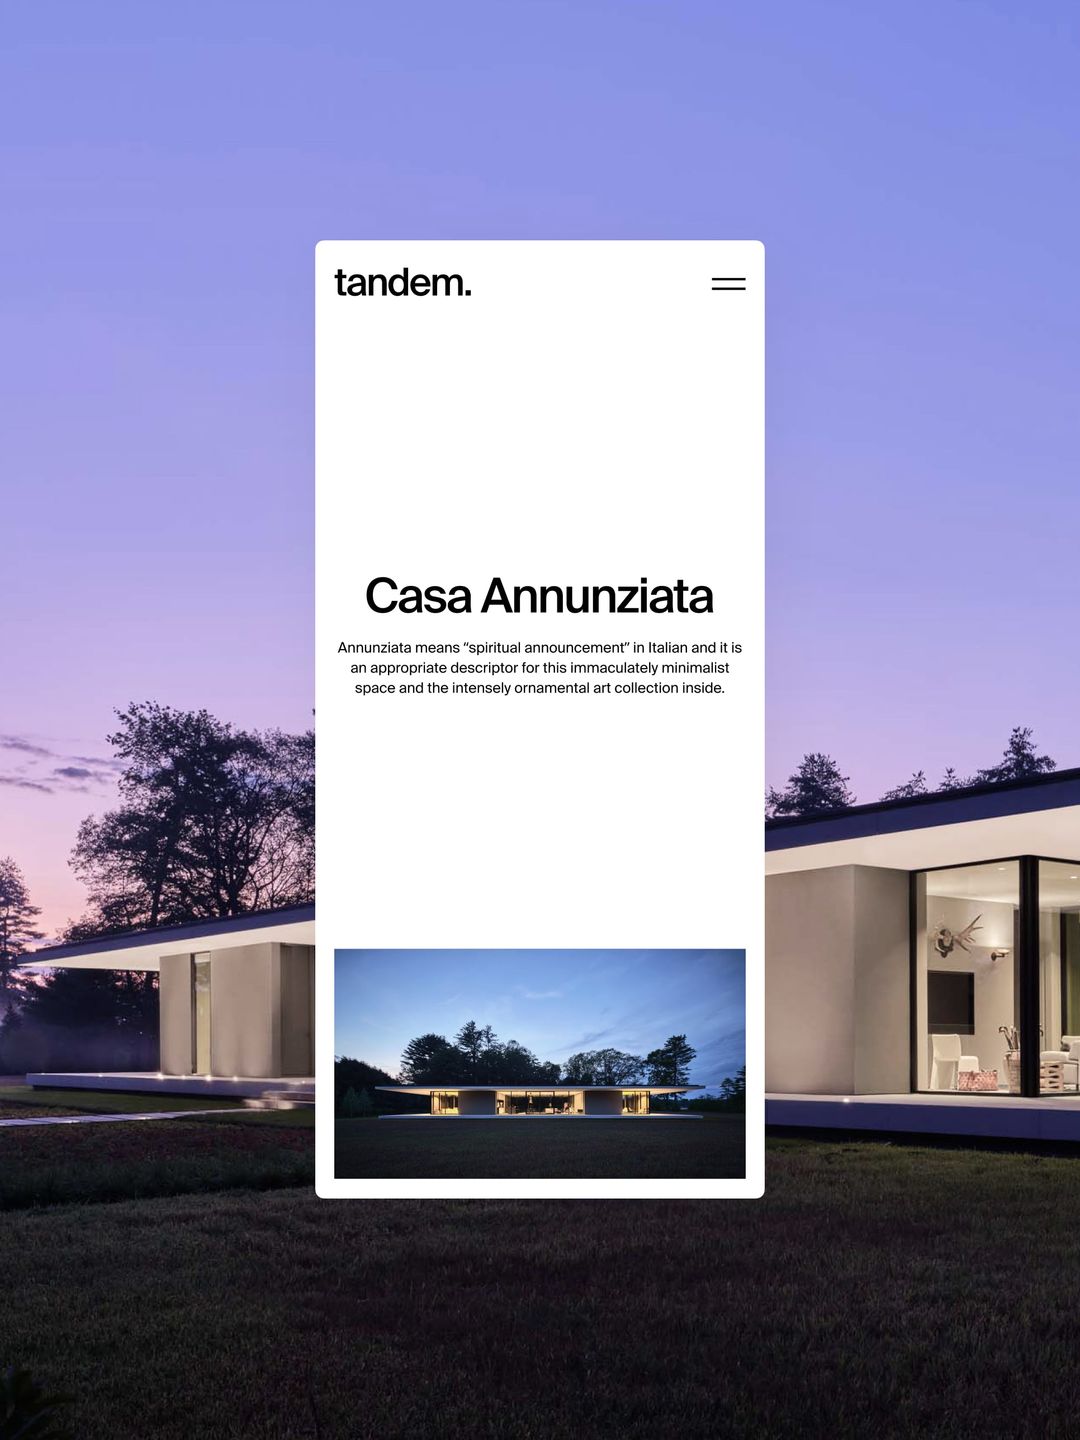 tandem.
Casa Annunziata
Annunziata means “spiritual announcement” in Italian and it is
an appropriate descriptor for this immaculately minimalist
space and the intensely ornamental art collection inside.